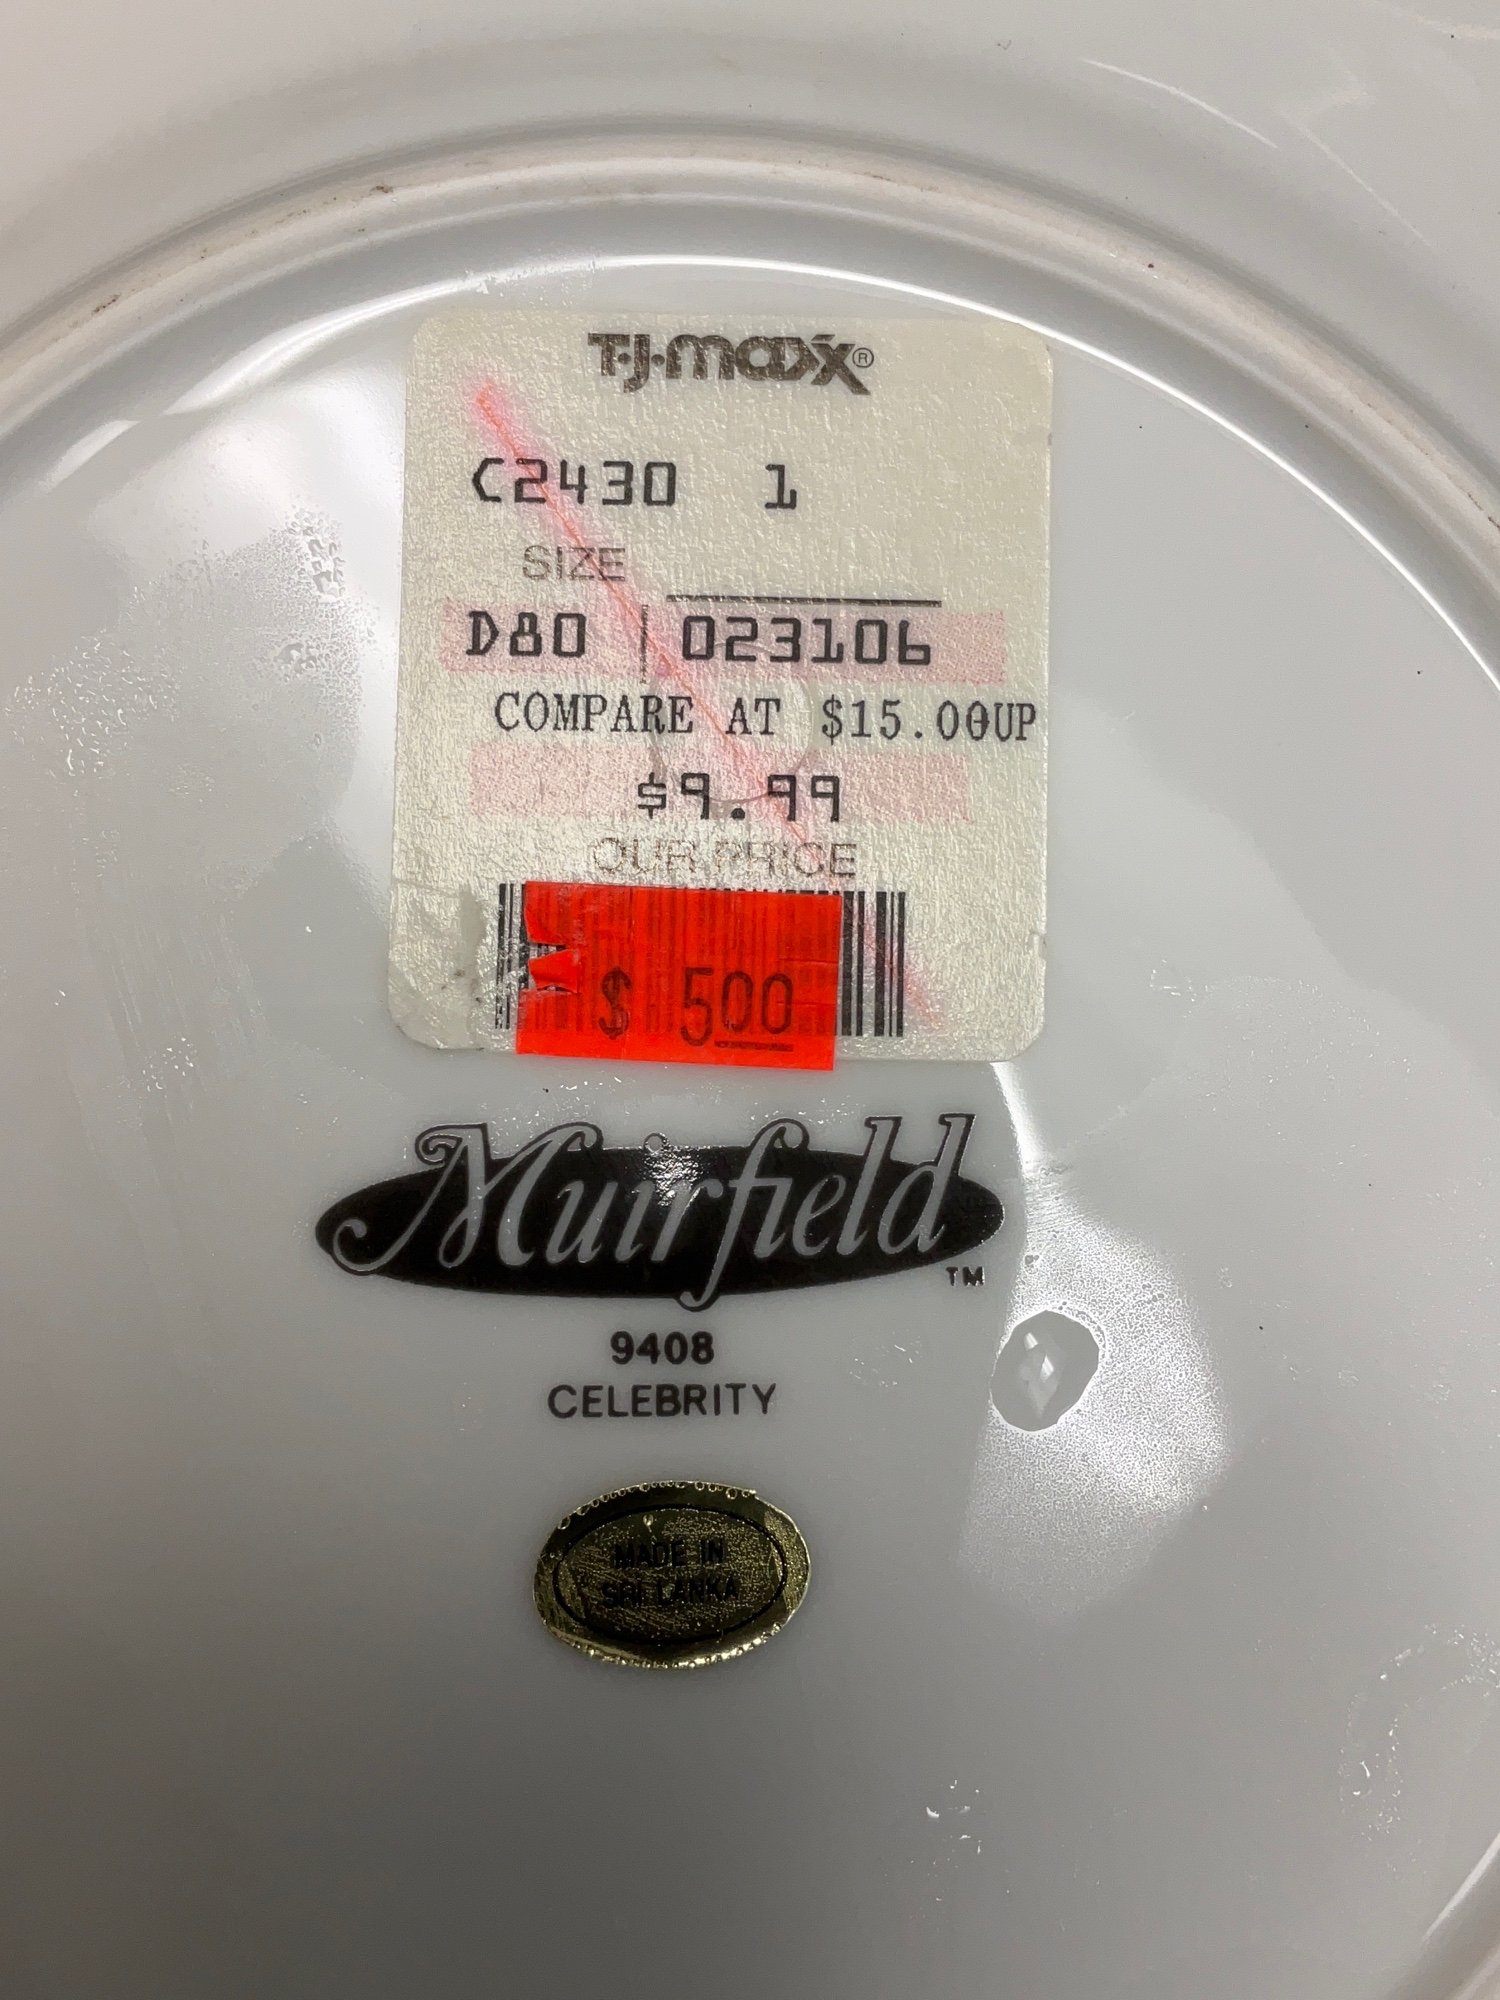 T·J·maxx®
C2430 1
SIZE
D80 023106
COMPARE AT $15.00UP
$9.99
OUR PRICE
$ 500
Muirfield
TM
9408
CELEBRITY
MADE IN
SRI LANKA